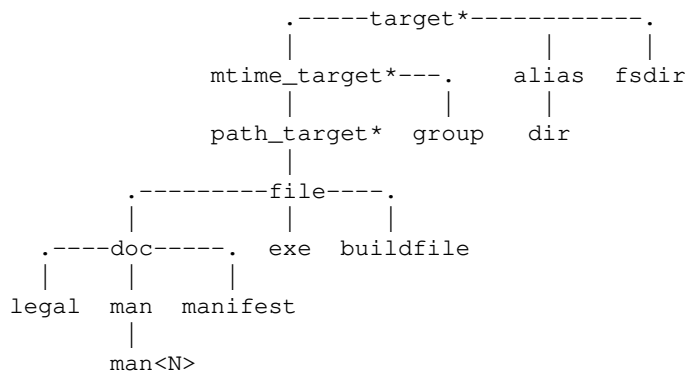 .-----target*------------.
|                |       |
mtime_target*---.     alias   fsdir
|             |       |
path_target*  group   dir
|
.---------file----.
|            |       |
.----doc-----.  exe  buildfile
|      |       |
legal  man  manifest
|
man<N>